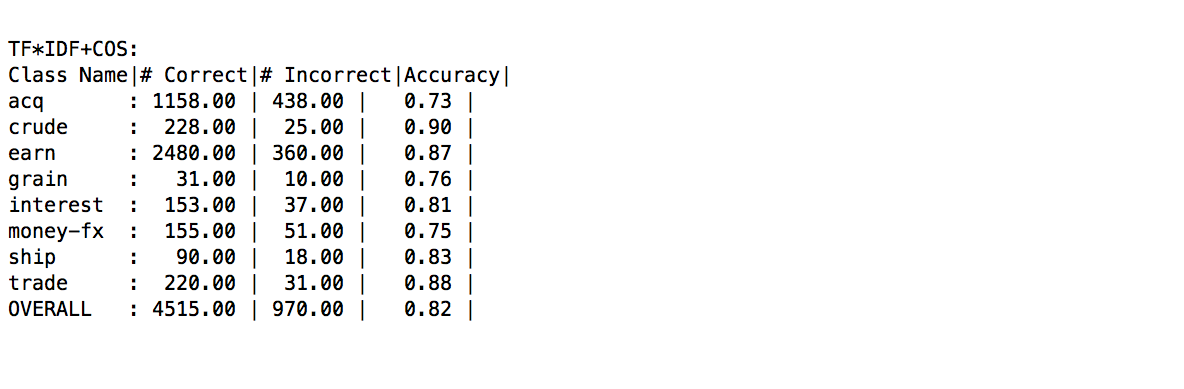 TF*IDF+COS:
Class Name|# Correct|# Incorrect|Accuracy|
acq       : 1158.00 | 438.00 |   0.73 |
crude     :  228.00 |  25.00 |   0.90 |
earn      : 2480.00 | 360.00 |   0.87 |
grain     :   31.00 |  10.00 |   0.76 |
interest  :  153.00 |  37.00 |   0.81 |
money-fx  :  155.00 |  51.00 |   0.75 |
ship      :   90.00 |  18.00 |   0.83 |
trade     :  220.00 |  31.00 |   0.88 |
OVERALL   : 4515.00 | 970.00 |   0.82 |